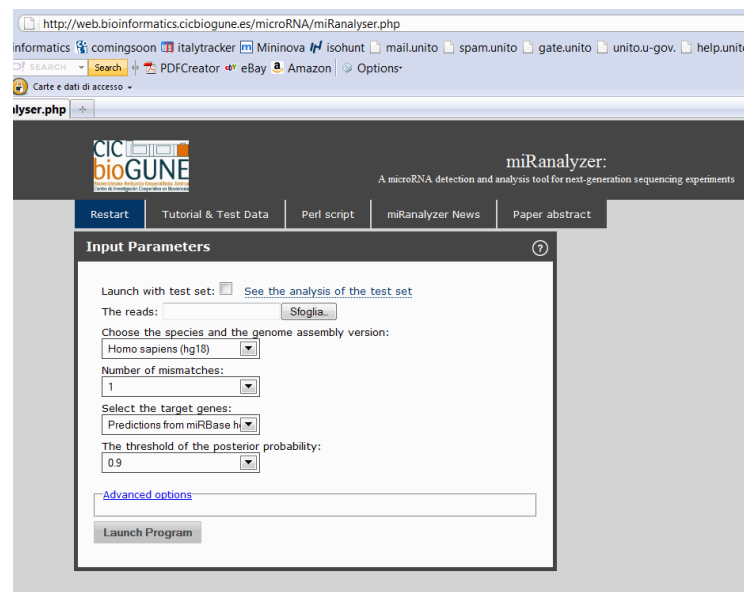 http://web.bioinformatics.cicbiogune.es/microRNA/miRanalyser.php
informatics comingsoon italytracker Mininova isohunt mail.unito spam.unito gate.unito unito.u-gov. help.unito
SEARCH Search PDFCreator eBay Amazon Options
Carte e dati di accesso
alyser.php
CIC
bioGUNE
miRanalyzer:
A microRNA detection and analysis tool for next-generation sequencing experiments
Restart Tutorial & Test Data Perl script miRanalyzer News Paper abstract
Input Parameters ?
Launch with test set: See the analysis of the test set
The reads: Sfoglia...
Choose the species and the genome assembly version:
Homo sapiens (hg18)
Number of mismatches:
1
Select the target genes:
Predictions from miRBase h
The threshold of the posterior probability:
0.9
Advanced options
Launch Program